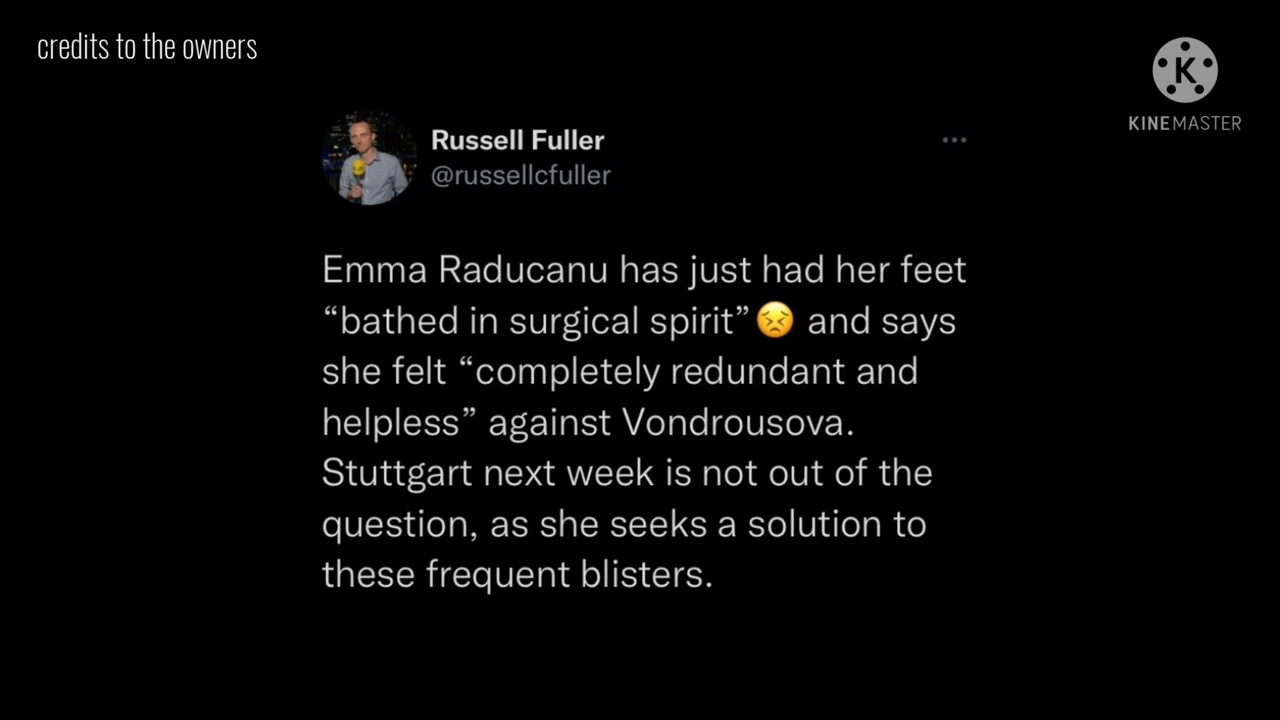 credits to the owners
K
KINEMASTER
Russell Fuller
@russellcfuller
Emma Raducanu has just had her feet
“bathed in surgical spirit”😣 and says
she felt “completely redundant and
helpless” against Vondrousova.
Stuttgart next week is not out of the
question, as she seeks a solution to
these frequent blisters.